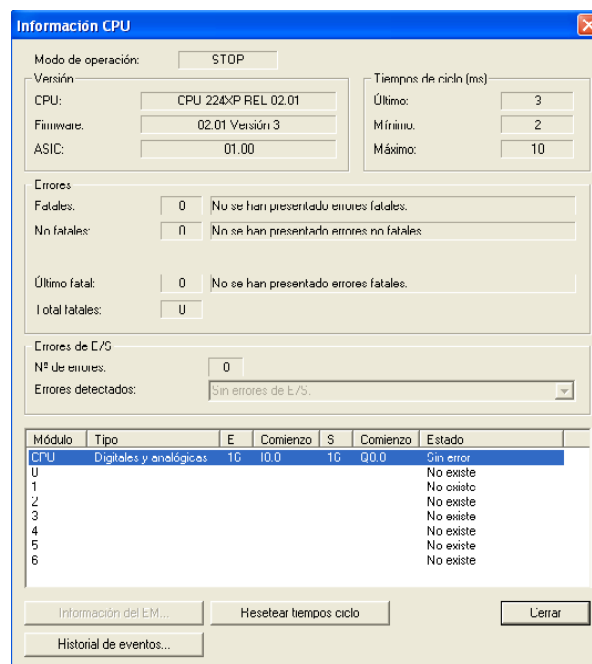 Información CPU
Modo de operación: STOP
Versión
CPU: CPU 224XP REL 02.01
Firmware: 02.01 Versión 3
ASIC: 01.00
Tiempos de ciclo (ms)
Último: 3
Mínimo: 2
Máximo: 10
Errores
Fatales: 0 No se han presentado errores fatales.
No fatales: 0 No se han presentado errores no fatales
Último fatal: 0 No se han presentado errores fatales.
Total fatales: 0
Errores de E/S
Nº de errores: 0
Errores detectados: Sin errores de E/S.
Módulo Tipo E Comienzo S Comienzo Estado
CPU Digitales y analógicas 16 I0.0 16 Q0.0 Sin error
0 No existe
1 No existe
2 No existe
3 No existe
4 No existe
5 No existe
6 No existe
Información del EM... Resetear tiempos ciclo Cerrar
Historial de eventos...